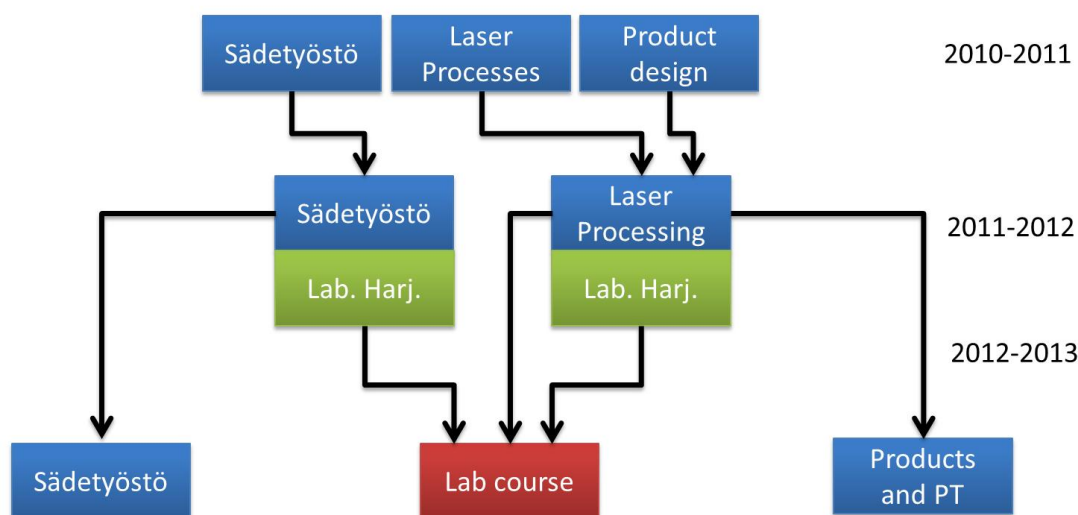 Sädetyöstö
Laser
Processes
Product
design
2010-2011
Sädetyöstö
Laser
Processing
2011-2012
Lab. Harj.
Lab. Harj.
2012-2013
Sädetyöstö
Lab course
Products
and PT